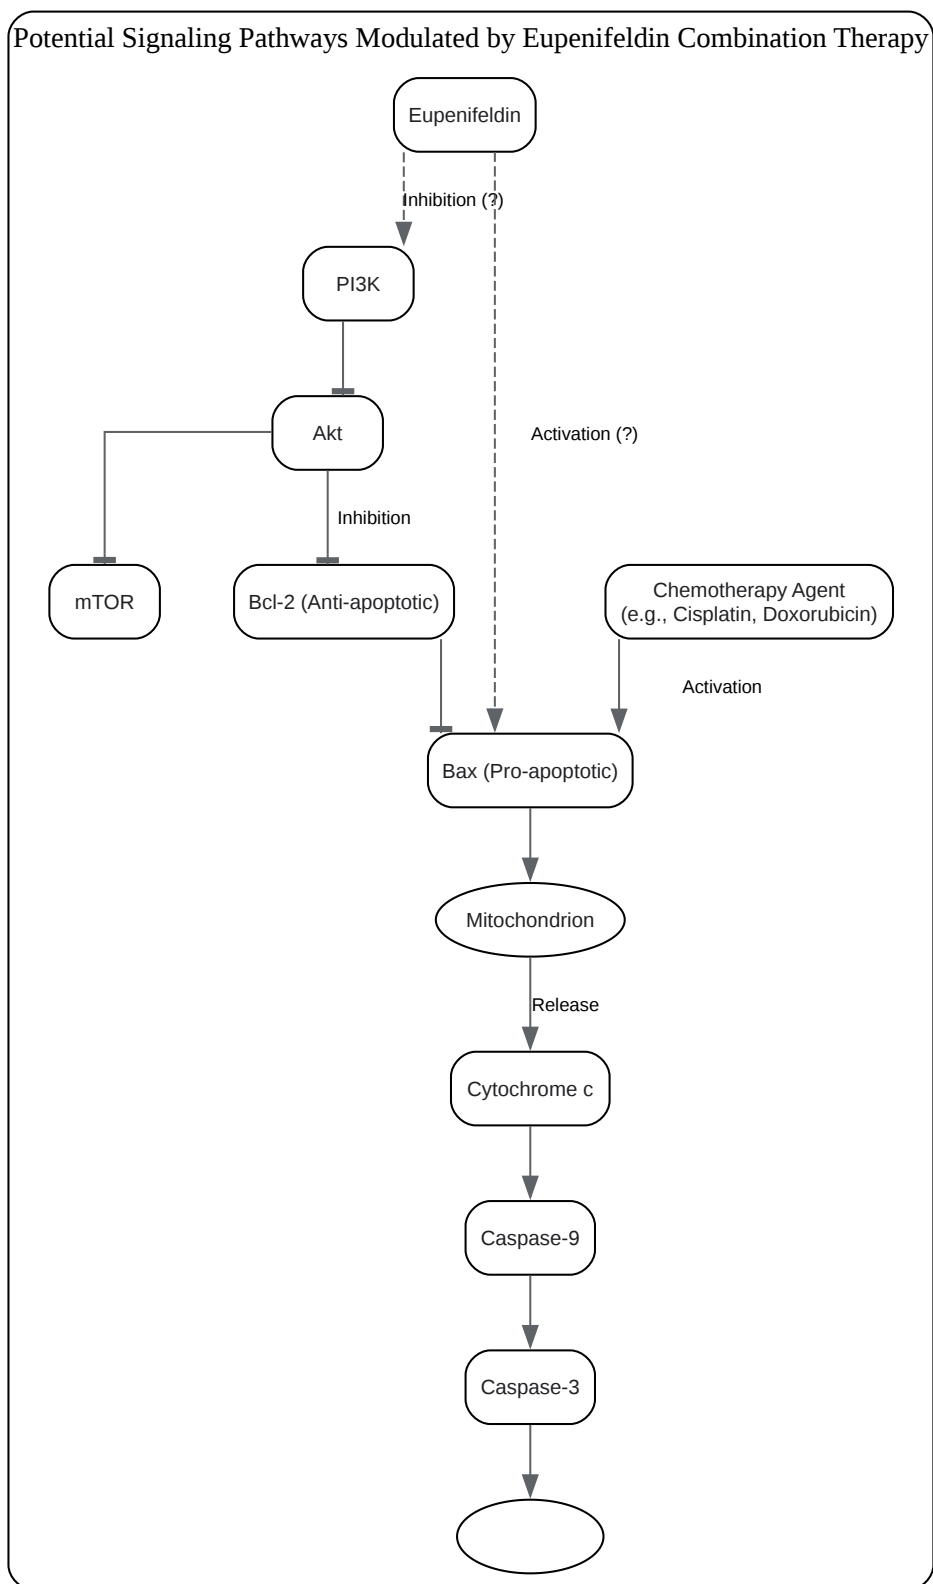 Potential Signaling Pathways Modulated by Eupenifeldin Combination Therapy
Eupenifeldin
Inhibition (?)
PI3K
Akt
Activation (?)
Inhibition
mTOR
Bcl-2 (Anti-apoptotic)
Chemotherapy Agent
(e.g., Cisplatin, Doxorubicin)
Activation
Bax (Pro-apoptotic)
Mitochondrion
Release
Cytochrome c
Caspase-9
Caspase-3